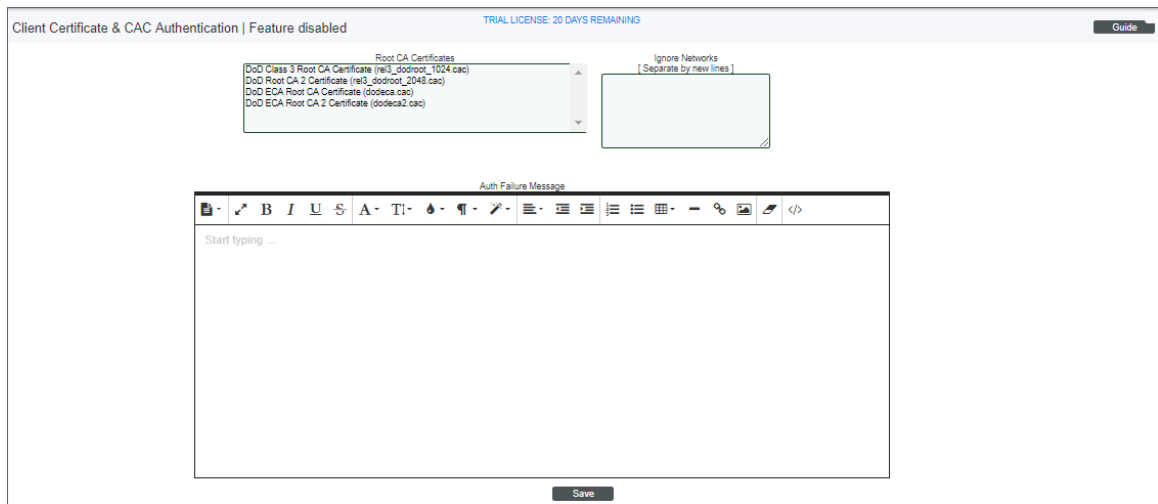 TRIAL LICENSE: 20 DAYS REMAINING
Client Certificate & CAC Authentication | Feature disabled
Guide
Root CA Certificates
DoD Class 3 Root CA Certificate (rel3_dodroot_1024.cac)
DoD Root CA 2 Certificate (rel3_dodroot_2048.cac)
DoD ECA Root CA Certificate (dodeca.cac)
DoD ECA Root CA 2 Certificate (dodeca2.cac)
Ignore Networks
[ Separate by new lines ]
Auth Failure Message
B I U S A T
Start typing ...
Save